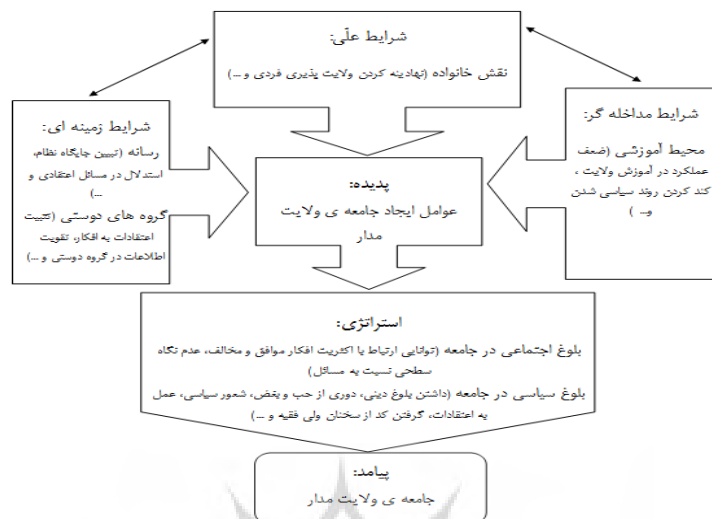 شرایط علّی:
نقش خانواده (نهادینه کردن ولایت پذیری فردی و ...)
شرایط مداخله گر:
محیط آموزشی (ضعف
عملکرد در آموزش ولایت ،
کند کردن روند سیاسی شدن
و... )
شرایط زمینه ای:
رسانه (تبیین جایگاه نظام،
استدلال در مسائل اعتقادی و
...)
گروه های دوستی (تثبیت
اعتقادات به افکار، تقویت
اطلاعات در گروه دوستی و ...)
پدیده:
عوامل ایجاد جامعه ی ولایت
مدار
استراتژی:
بلوغ اجتماعی در جامعه (توانایی ارتباط با اکثریت افکار موافق و مخالف، عدم نگاه
سطحی نسبت به مسائل)
بلوغ سیاسی در جامعه (داشتن بلوغ دینی، دوری از حب و بغض، شعور سیاسی، عمل
به اعتقادات، گرفتن کد از سخنان ولی فقیه و ...)
پیامد:
جامعه ی ولایت مدار